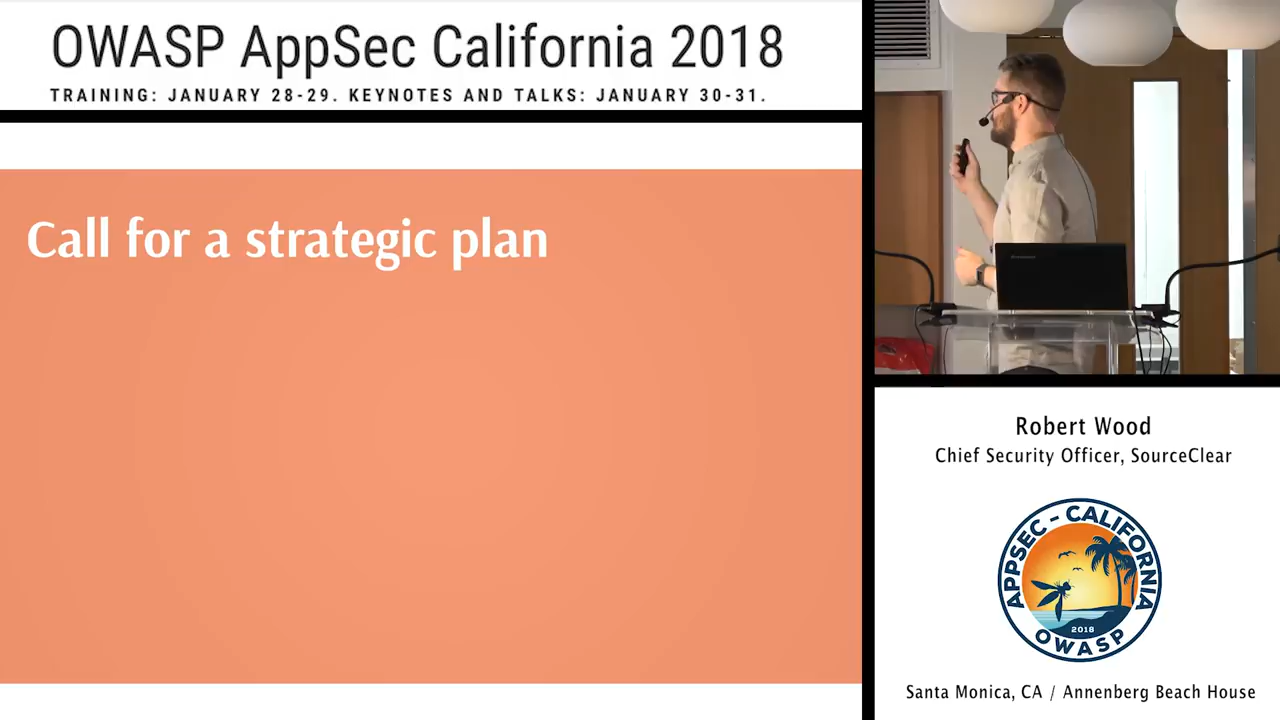 OWASP AppSec California 2018
TRAINING: JANUARY 28-29. KEYNOTES AND TALKS: JANUARY 30-31.
Call for a strategic plan
Robert Wood
Chief Security Officer, SourceClear
APPSEC - CALIFORNIA
2018
OWASP
Santa Monica, CA / Annenberg Beach House